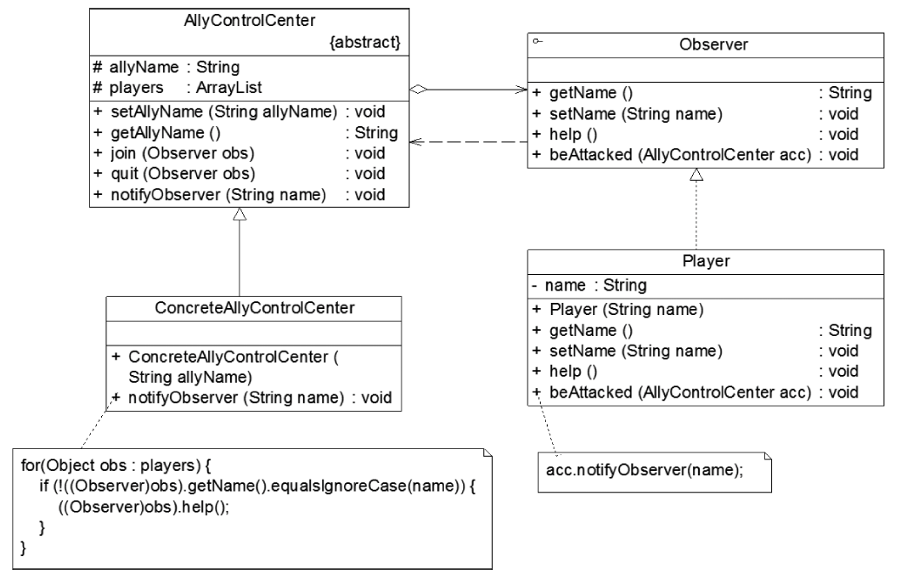 AllyControlCenter
{abstract}
# allyName : String
# players : ArrayList
+ setAllyName (String allyName) : void
+ getAllyName () : String
+ join (Observer obs) : void
+ quit (Observer obs) : void
+ notifyObserver (String name) : void
Observer
+ getName () : String
+ setName (String name) : void
+ help () : void
+ beAttacked (AllyControlCenter acc) : void
ConcreteAllyControlCenter
+ ConcreteAllyControlCenter (
String allyName)
+ notifyObserver (String name) : void
Player
- name : String
+ Player (String name)
+ getName () : String
+ setName (String name) : void
+ help () : void
+ beAttacked (AllyControlCenter acc) : void
for(Object obs : players) {
if (!((Observer)obs).getName().equalsIgnoreCase(name)) {
((Observer)obs).help();
}
}
acc.notifyObserver(name);